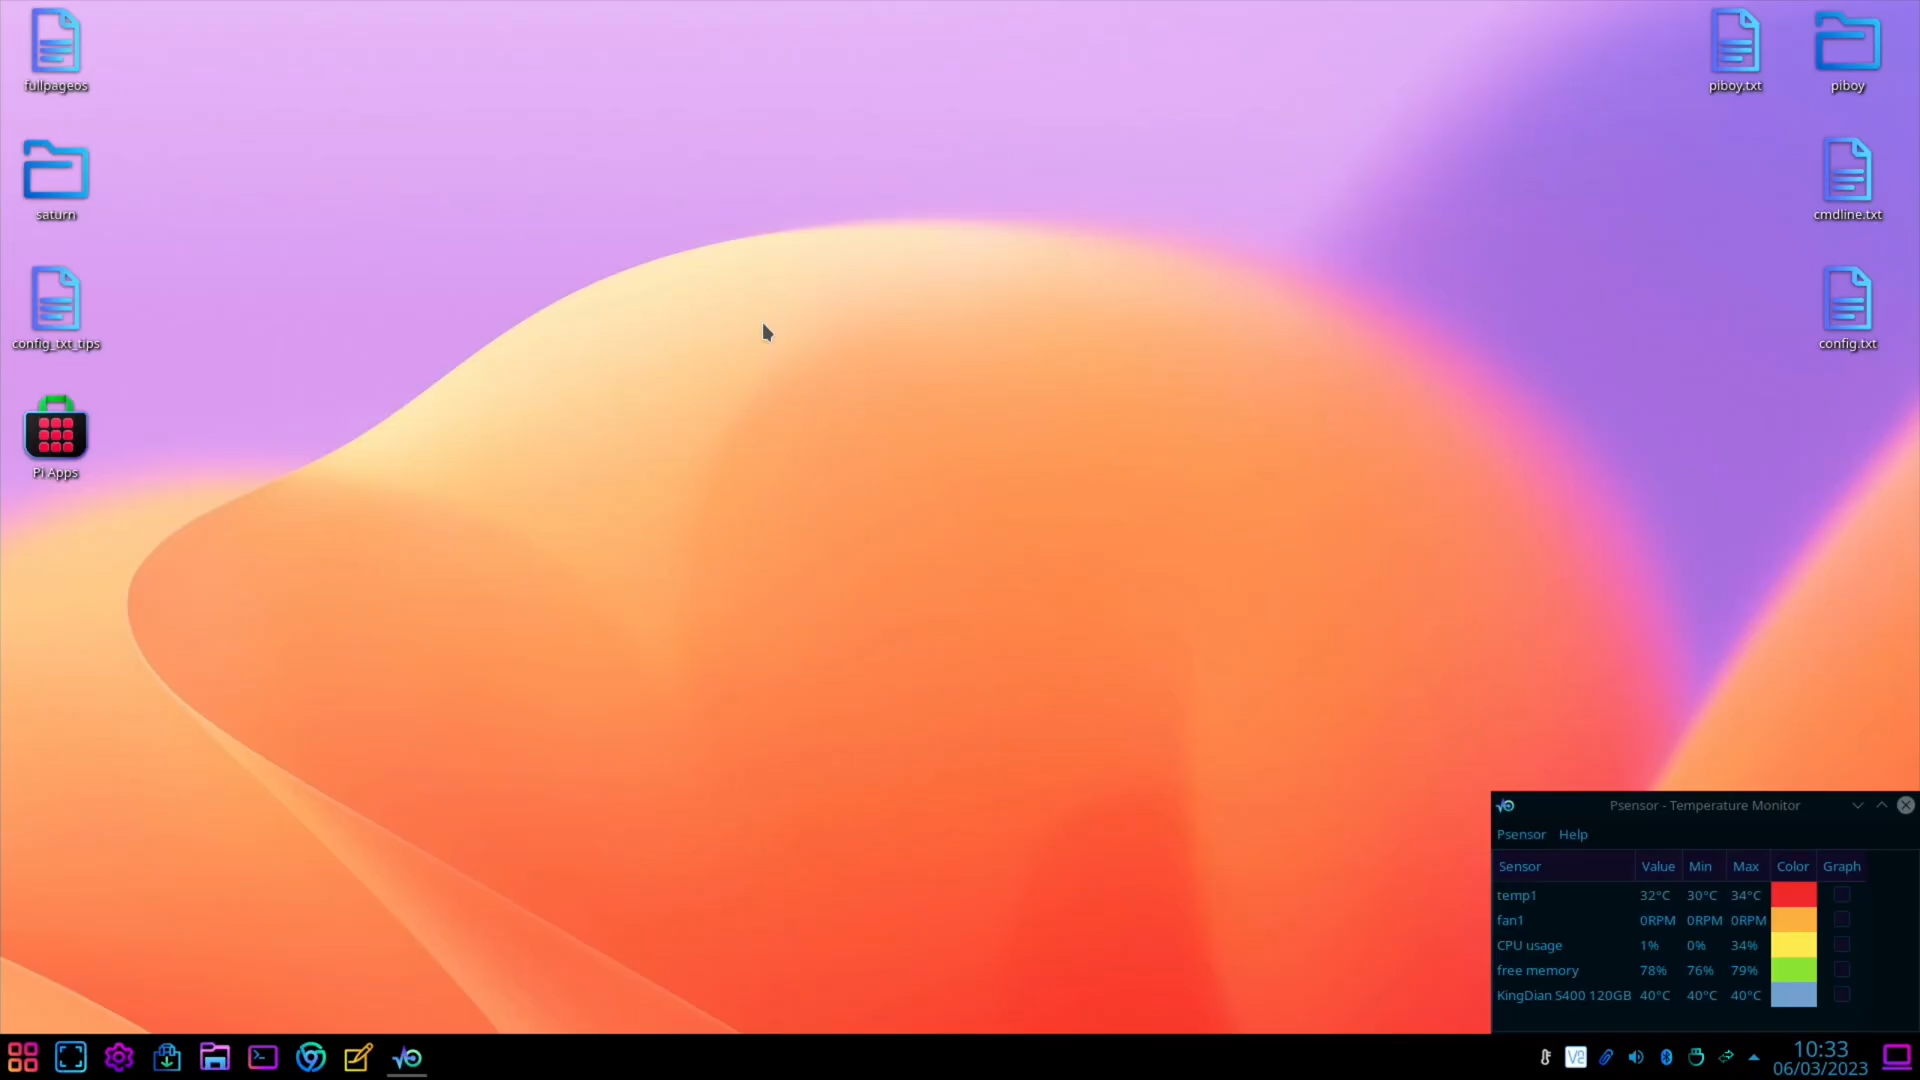 fullpageos
saturn
config_txt_tips
Pi Apps
piboy.txt
piboy
cmdline.txt
config.txt
Psensor - Temperature Monitor
Psensor Help
Sensor Value Min Max Color Graph
temp1 32°C 30°C 34°C
fan1 0RPM 0RPM 0RPM
CPU usage 1% 0% 34%
free memory 78% 76% 79%
KingDian S400 120GB 40°C 40°C 40°C
10:33
06/03/2023